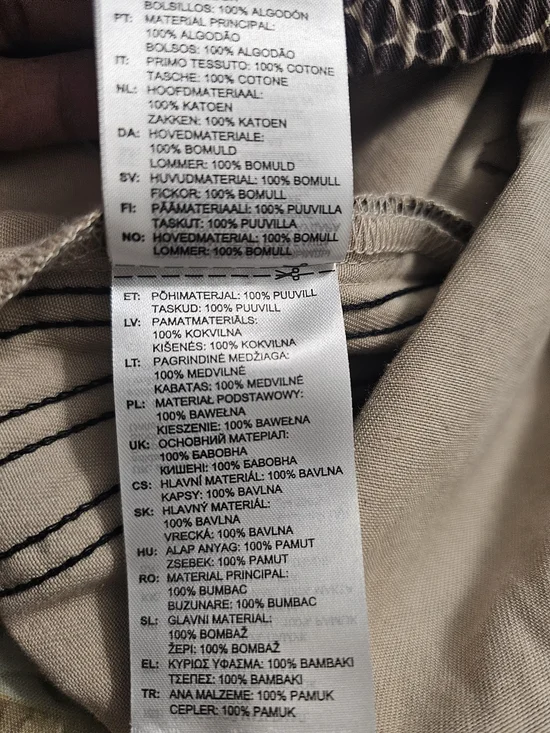 BOLSILLOS: 100% ALGODÓN
PT: MATERIAL PRINCIPAL:
100% ALGODÃO
BOLSOS: 100% ALGODÃO
IT: PRIMO TESSUTO: 100% COTONE
TASCHE: 100% COTONE
NL: HOOFDMATERIAAL:
100% KATOEN
ZAKKEN: 100% KATOEN
DA: HOVEDMATERIALE:
100% BOMULD
LOMMER: 100% BOMULD
SV: HUVUDMATERIAL: 100% BOMULL
FICKOR: 100% BOMULL
FI: PÄÄMATERIAALI: 100% PUUVILLA
TASKUT: 100% PUUVILLA
NO: HOVEDMATERIAL: 100% BOMULL
LOMMER: 100% BOMULL
ET: PÕHIMATERJAL: 100% PUUVILL
TASKUD: 100% PUUVILL
LV: PAMATMATERIĀLS:
100% KOKVILNA
KIŠENĒS: 100% KOKVILNA
LT: PAGRINDINĖ MEDŽIAGA:
100% MEDVILNĖ
KABATAS: 100% MEDVILNĖ
PL: MATERIAŁ PODSTAWOWY:
100% BAWEŁNA
KIESZENIE: 100% BAWEŁNA
UK: ОСНОВНИЙ МАТЕРІАЛ:
100% БАВОВНА
КИШЕНІ: 100% БАВОВНА
CS: HLAVNÍ MATERIÁL: 100% BAVLNA
KAPSY: 100% BAVLNA
SK: HLAVNÝ MATERIÁL:
100% BAVLNA
VRECKÁ: 100% BAVLNA
HU: ALAP ANYAG: 100% PAMUT
ZSEBEK: 100% PAMUT
RO: MATERIAL PRINCIPAL:
100% BUMBAC
BUZUNARE: 100% BUMBAC
SL: GLAVNI MATERIAL:
100% BOMBAŽ
ŽEPI: 100% BOMBAŽ
EL: ΚΥΡΙΩΣ ΥΦΑΣΜΑ: 100% ΒΑΜΒΑΚΙ
ΤΣΕΠΕΣ: 100% ΒΑΜΒΑΚΙ
TR: ANA MALZEME: 100% PAMUK
CEPLER: 100% PAMUK